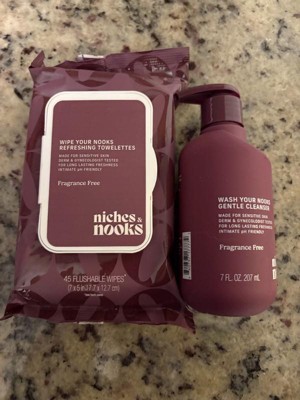 WIPE YOUR NOOKS
REFRESHING TOWELETTES
MADE FOR SENSITIVE SKIN
DERM & GYNECOLOGIST TESTED
FOR LONG LASTING FRESHNESS
INTIMATE pH FRIENDLY
Fragrance Free
niches &
nooks
45 FLUSHABLE WIPES
WASH YOUR NOOKS
GENTLE CLEANSER
MADE FOR SENSITIVE SKIN
DERM & GYNECOLOGIST TESTED
FOR LONG LASTING FRESHNESS
INTIMATE pH FRIENDLY
Fragrance Free
7 FL. OZ. 207 mL